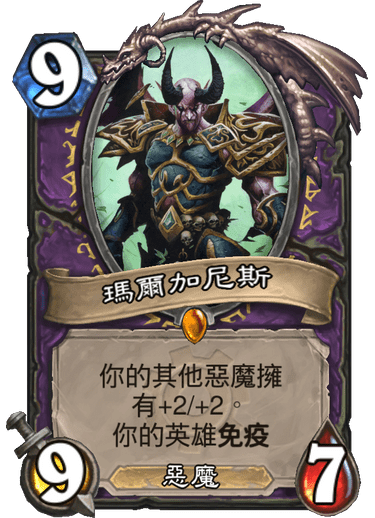 9
瑪爾加尼斯
你的其他惡魔擁
有+2/+2。
你的英雄免疫
惡魔
9
7